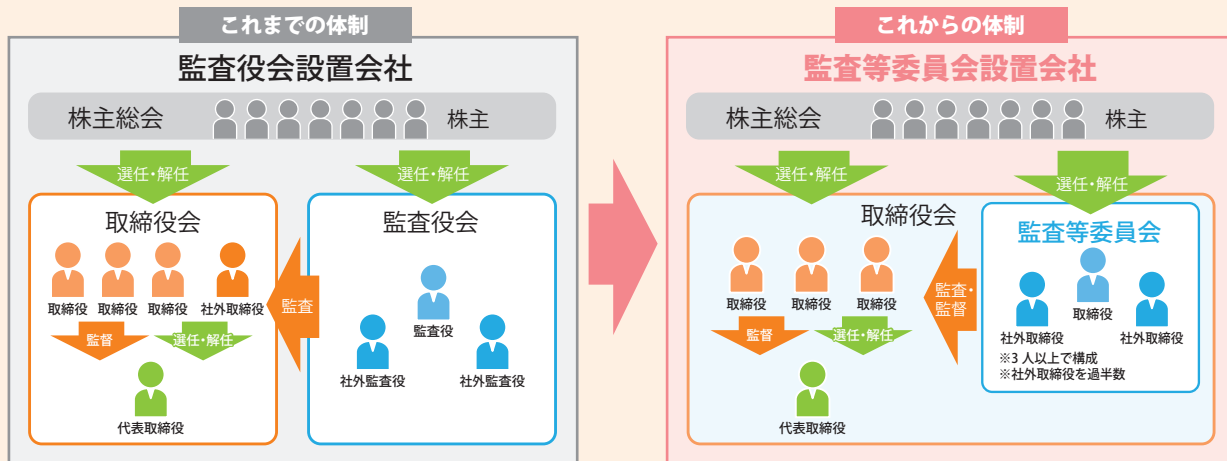 これまでの体制
監査役会設置会社
株主総会
株主
選任・解任
選任・解任
取締役会
取締役
取締役
取締役
社外取締役
監督
選任・解任
代表取締役
監査
監査役会
監査役
社外監査役
社外監査役
これからの体制
監査等委員会設置会社
株主総会
株主
選任・解任
選任・解任
取締役会
取締役
取締役
取締役
監督
選任・解任
代表取締役
監査・
監督
監査等委員会
取締役
社外取締役
社外取締役
※3人以上で構成
※社外取締役を過半数